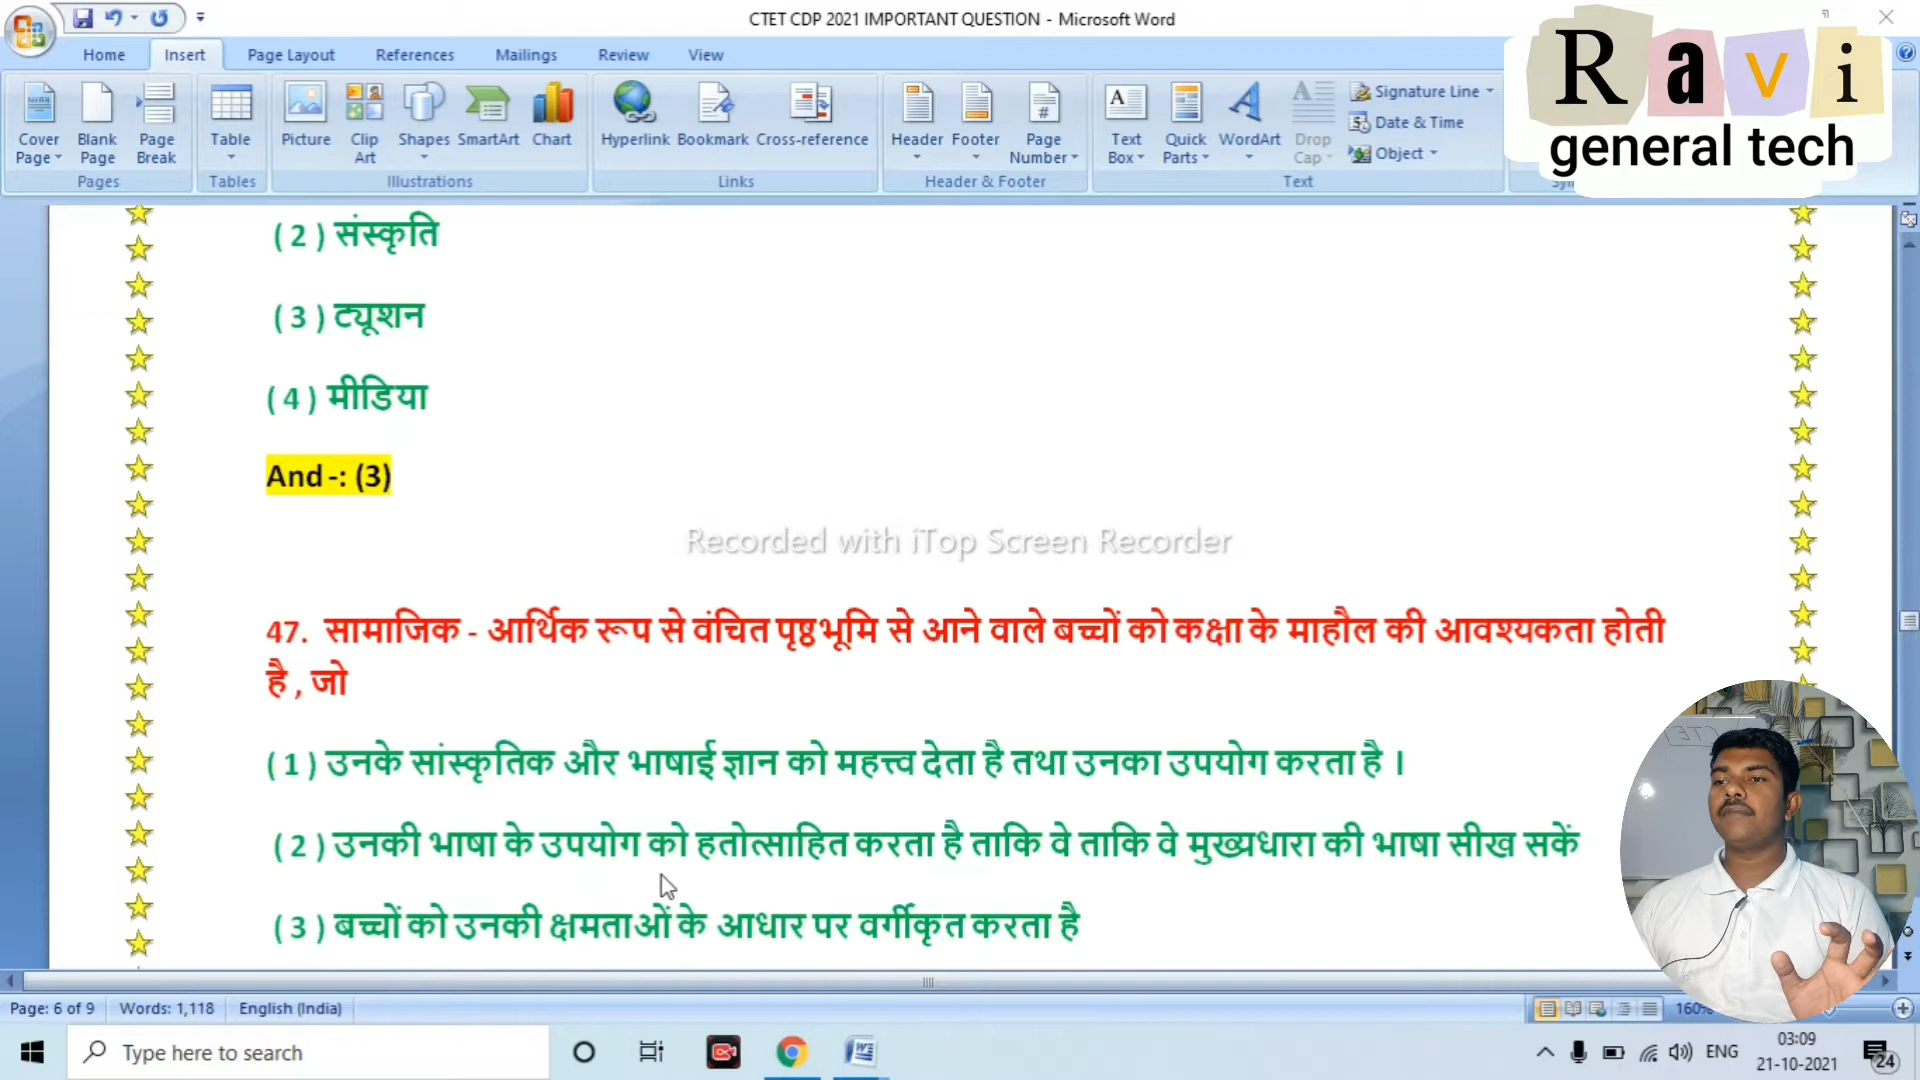 CTET CDP 2021 IMPORTANT QUESTION - Microsoft Word
Home Insert Page Layout References Mailings Review View
Cover Page Blank Page Page Break
Table
Picture Clip Art Shapes SmartArt Chart
Hyperlink Bookmark Cross-reference
Header Footer Page Number
Text Box Quick Parts WordArt Drop Cap
Signature Line
Date & Time
Object
Pages Tables Illustrations Links Header & Footer Text
Ravi
general tech
( 2 ) संस्कृति
( 3 ) ट्यूशन
( 4 ) मीडिया
And -: (3)
Recorded with iTop Screen Recorder
47. सामाजिक - आर्थिक रूप से वंचित पृष्ठभूमि से आने वाले बच्चों को कक्षा के माहौल की आवश्यकता होती
है , जो
( 1 ) उनके सांस्कृतिक और भाषाई ज्ञान को महत्त्व देता है तथा उनका उपयोग करता है ।
( 2 ) उनकी भाषा के उपयोग को हतोत्साहित करता है ताकि वे ताकि वे मुख्यधारा की भाषा सीख सकें
( 3 ) बच्चों को उनकी क्षमताओं के आधार पर वर्गीकृत करता है
Page: 6 of 9 Words: 1,118 English (India) 160%
Type here to search
ENG
03:09
21-10-2021
24